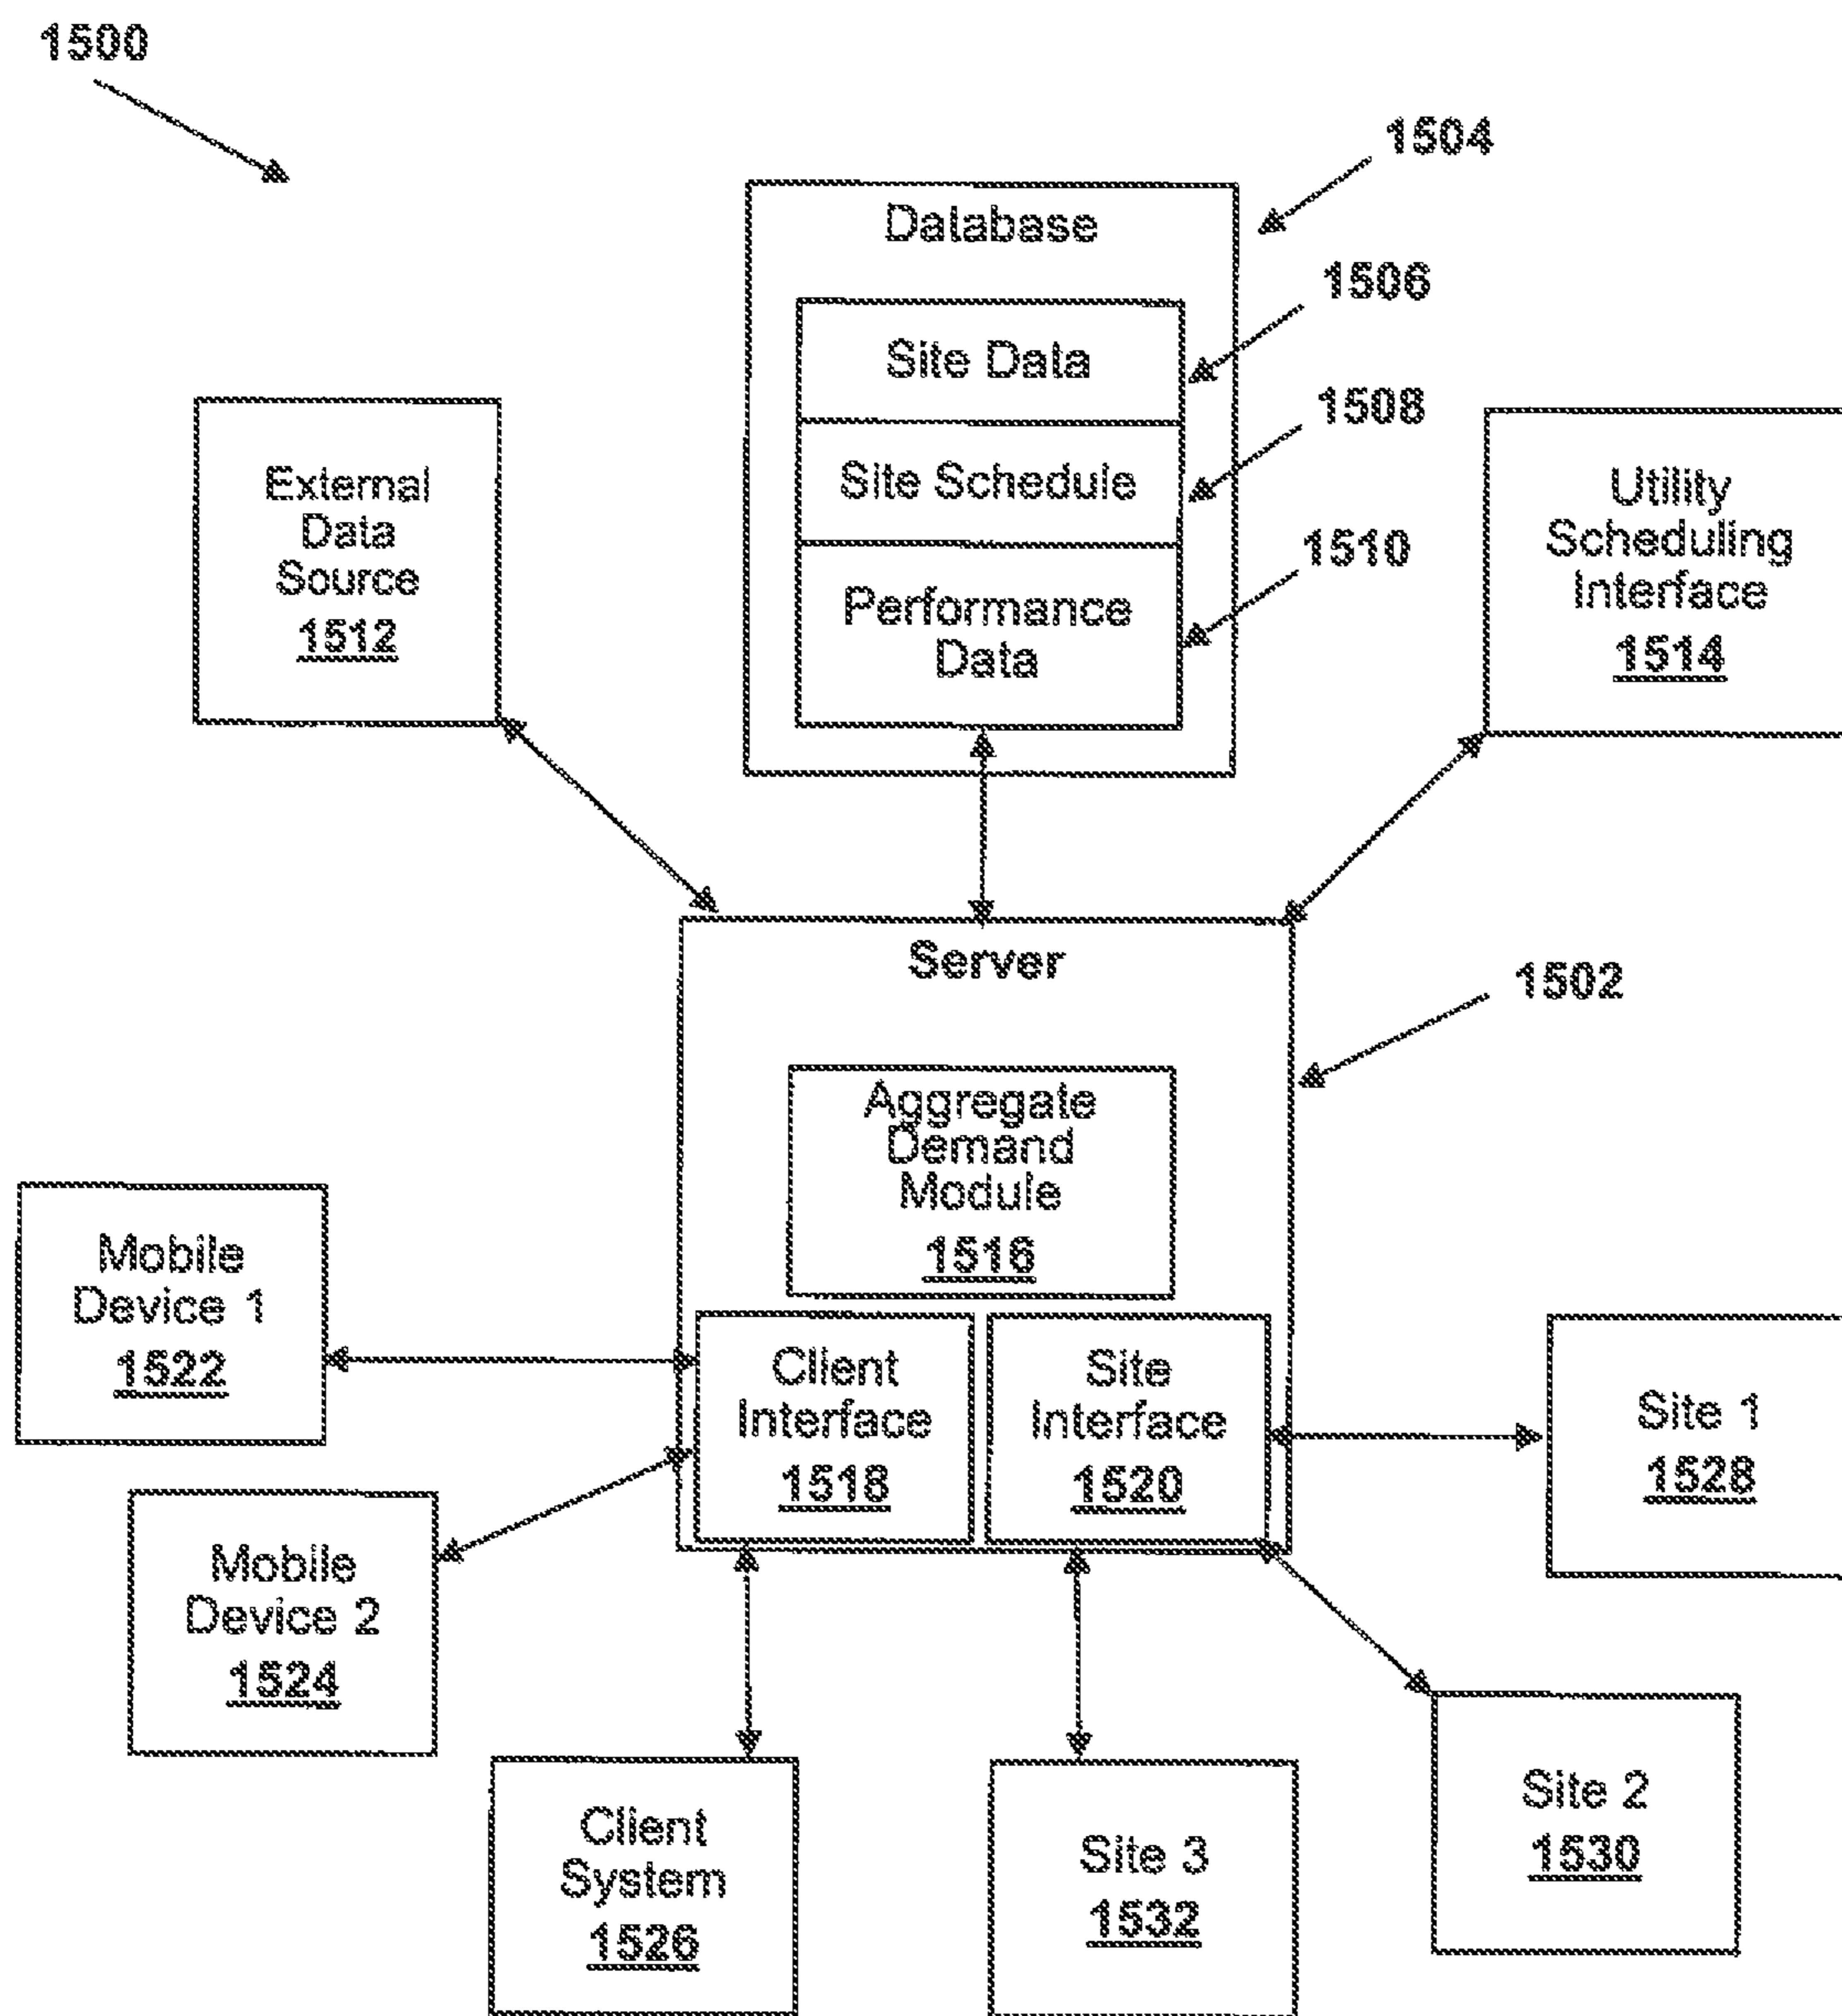 1500
1504
Database
1506
Site Data
1508
Site Schedule
1510
Performance
Data
External
Data
Source
1512
Utility
Scheduling
Interface
1514
Server
1502
Aggregate
Demand
Module
1516
Mobile
Device 1
1522
Client
Interface
1518
Site
Interface
1520
Site 1
1528
Mobile
Device 2
1524
Client
System
1526
Site 3
1532
Site 2
1530